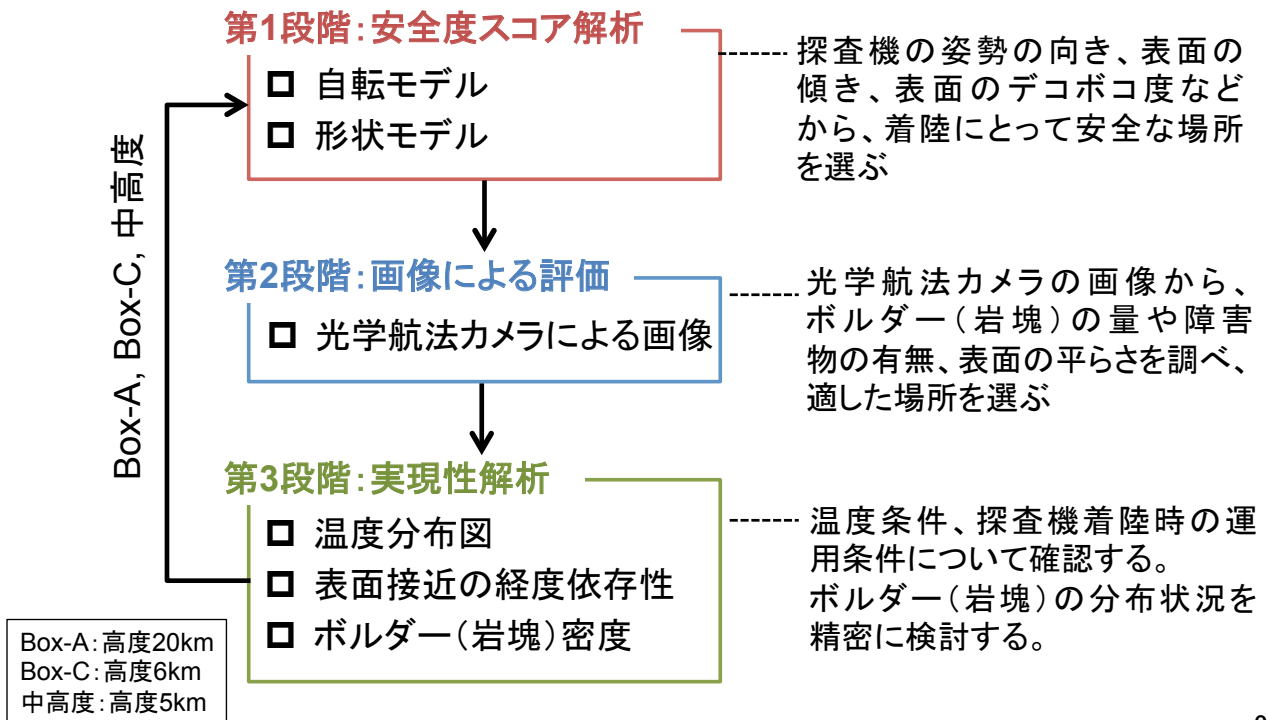 第1段階：安全度スコア解析
自転モデル
形状モデル
探査機の姿勢の向き、表面の
傾き、表面のデコボコ度など
から、着陸にとって安全な場所
を選ぶ
Box-A, Box-C, 中高度
第2段階：画像による評価
光学航法カメラによる画像
光学航法カメラの画像から、
ボルダー（岩塊）の量や障害
物の有無、表面の平らさを調べ、
適した場所を選ぶ
第3段階：実現性解析
温度分布図
表面接近の経度依存性
ボルダー（岩塊）密度
温度条件、探査機着陸時の運
用条件について確認する。
ボルダー（岩塊）の分布状況を
精密に検討する。
Box-A：高度20km
Box-C：高度6km
中高度：高度5km